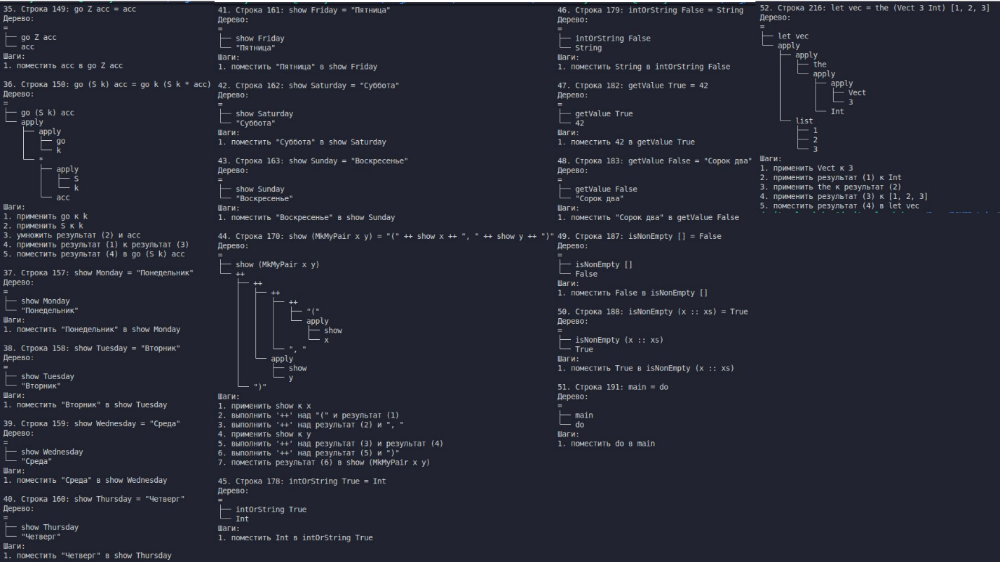 35. Строка 149: go Z acc = acc
Дерево:
=
├── go Z acc
└── acc
Шаги:
1. поместить acc в go Z acc

36. Строка 150: go (S k) acc = go k (S k * acc)
Дерево:
=
├── go (S k) acc
└── apply
    ├── apply
    │   ├── go
    │   └── k
    └── *
        ├── apply
        │   ├── S
        │   └── k
        └── acc
Шаги:
1. применить go к k
2. применить S к k
3. умножить результат (2) и acc
4. применить результат (1) к результат (3)
5. поместить результат (4) в go (S k) acc

37. Строка 157: show Monday = "Понедельник"
Дерево:
=
├── show Monday
└── "Понедельник"
Шаги:
1. поместить "Понедельник" в show Monday

38. Строка 158: show Tuesday = "Вторник"
Дерево:
=
├── show Tuesday
└── "Вторник"
Шаги:
1. поместить "Вторник" в show Tuesday

39. Строка 159: show Wednesday = "Среда"
Дерево:
=
├── show Wednesday
└── "Среда"
Шаги:
1. поместить "Среда" в show Wednesday

40. Строка 160: show Thursday = "Четверг"
Дерево:
=
├── show Thursday
└── "Четверг"
Шаги:
1. поместить "Четверг" в show Thursday

41. Строка 161: show Friday = "Пятница"
Дерево:
=
├── show Friday
└── "Пятница"
Шаги:
1. поместить "Пятница" в show Friday

42. Строка 162: show Saturday = "Суббота"
Дерево:
=
├── show Saturday
└── "Суббота"
Шаги:
1. поместить "Суббота" в show Saturday

43. Строка 163: show Sunday = "Воскресенье"
Дерево:
=
├── show Sunday
└── "Воскресенье"
Шаги:
1. поместить "Воскресенье" в show Sunday

44. Строка 170: show (MkMyPair x y) = "(" ++ show x ++ ", " ++ show y ++ ")"
Дерево:
=
├── show (MkMyPair x y)
└── ++
    ├── ++
    │   ├── ++
    │   │   ├── ++
    │   │   │   ├── "("
    │   │   │   └── apply
    │   │   │       ├── show
    │   │   │       └── x
    │   │   └── ", "
    │   └── apply
    │       ├── show
    │       └── y
    └── ")"
Шаги:
1. применить show к x
2. выполнить '++' над "(" и результат (1)
3. выполнить '++' над результат (2) и ", "
4. применить show к y
5. выполнить '++' над результат (3) и результат (4)
6. выполнить '++' над результат (5) и ")"
7. поместить результат (6) в show (MkMyPair x y)

45. Строка 178: intOrString True = Int
Дерево:
=
├── intOrString True
└── Int
Шаги:
1. поместить Int в intOrString True

46. Строка 179: intOrString False = String
Дерево:
=
├── intOrString False
└── String
Шаги:
1. поместить String в intOrString False

47. Строка 182: getValue True = 42
Дерево:
=
├── getValue True
└── 42
Шаги:
1. поместить 42 в getValue True

48. Строка 183: getValue False = "Сорок два"
Дерево:
=
├── getValue False
└── "Сорок два"
Шаги:
1. поместить "Сорок два" в getValue False

49. Строка 187: isNonEmpty [] = False
Дерево:
=
├── isNonEmpty []
└── False
Шаги:
1. поместить False в isNonEmpty []

50. Строка 188: isNonEmpty (x :: xs) = True
Дерево:
=
├── isNonEmpty (x :: xs)
└── True
Шаги:
1. поместить True в isNonEmpty (x :: xs)

51. Строка 191: main = do
Дерево:
=
├── main
└── do
Шаги:
1. поместить do в main

52. Строка 216: let vec = the (Vect 3 Int) [1, 2, 3]
Дерево:
=
├── let vec
└── apply
    ├── apply
    │   ├── the
    │   └── apply
    │       ├── apply
    │       │   ├── Vect
    │       │   └── 3
    │       └── Int
    └── list
        ├── 1
        ├── 2
        └── 3
Шаги:
1. применить Vect к 3
2. применить результат (1) к Int
3. применить the к результат (2)
4. применить результат (3) к [1, 2, 3]
5. поместить результат (4) в let vec